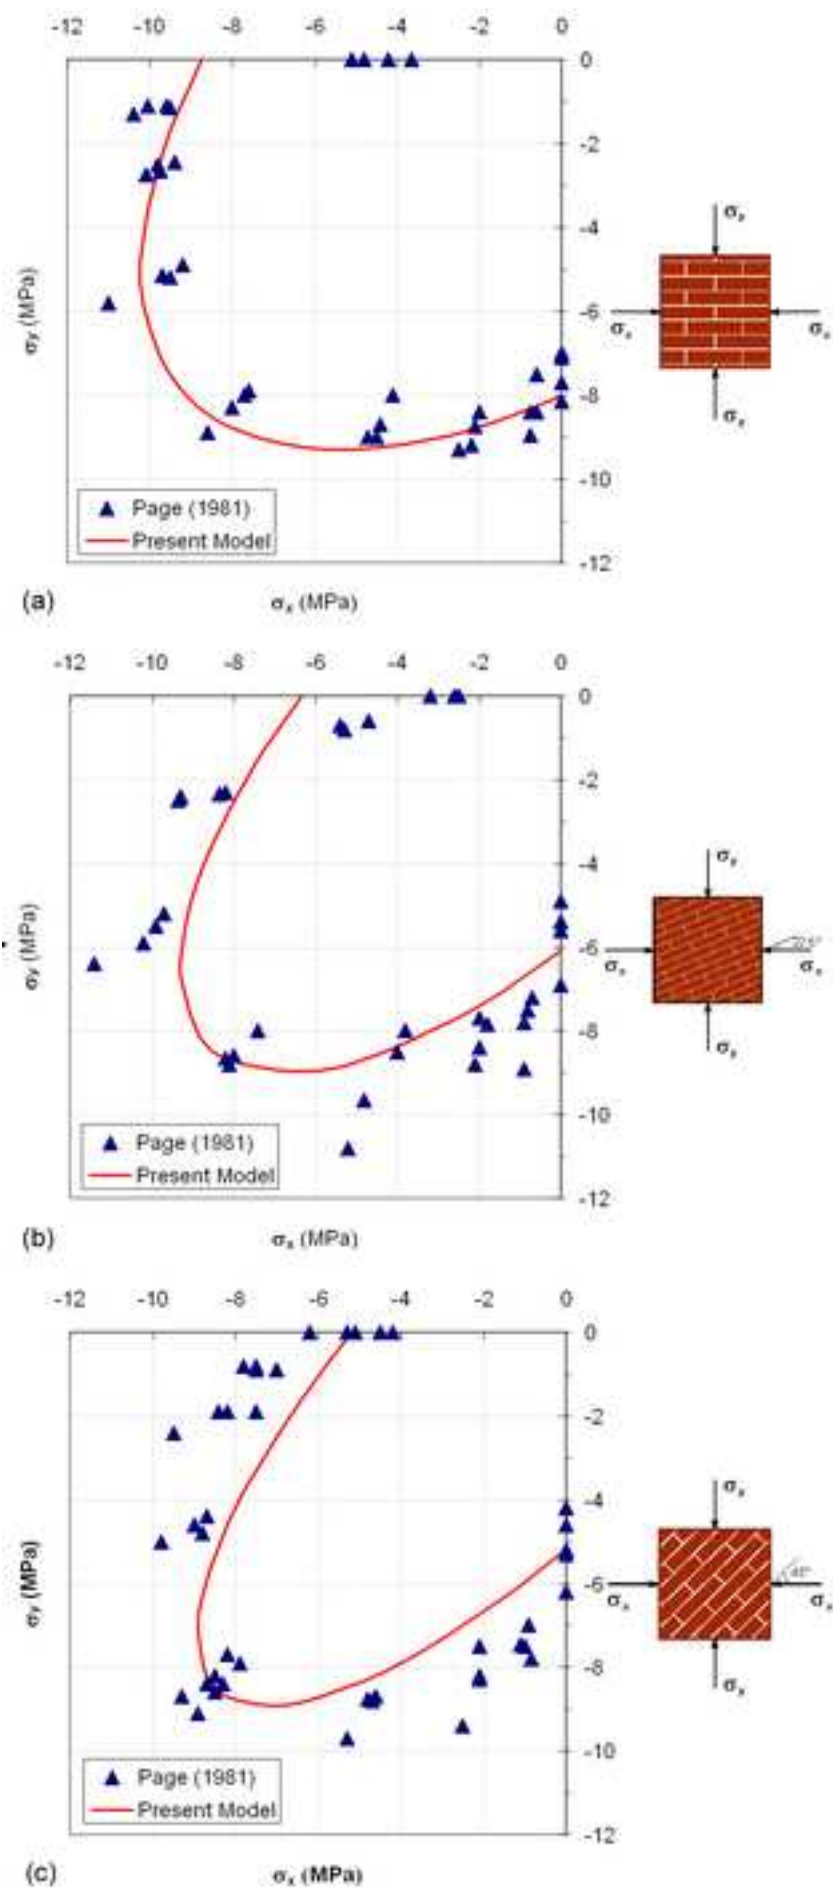 -12 -10 -8 -6 -4 -2 0
0
-2
-4
-6
-8
-10
-12
σy (MPa)
σx (MPa)
Page (1981)
Present Model
(a)
σy
σx σx
σy
-12 -10 -8 -6 -4 -2 0
0
-2
-4
-6
-8
-10
-12
σy (MPa)
σx (MPa)
Page (1981)
Present Model
(b)
σy
σx σx
σy
-12 -10 -8 -6 -4 -2 0
0
-2
-4
-6
-8
-10
-12
σy (MPa)
σx (MPa)
Page (1981)
Present Model
(c)
σy
45°
σx σx
σy